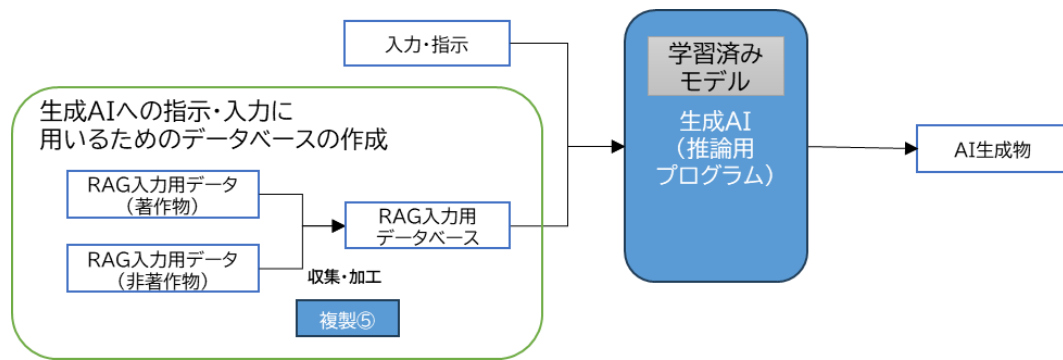 入力・指示
学習済み
モデル
生成AI
(推論用
プログラム)
AI生成物
生成AIへの指示・入力に
用いるためのデータベースの作成
RAG入力用データ
(著作物)
RAG入力用データ
(非著作物)
RAG入力用
データベース
収集・加工
複製⑤